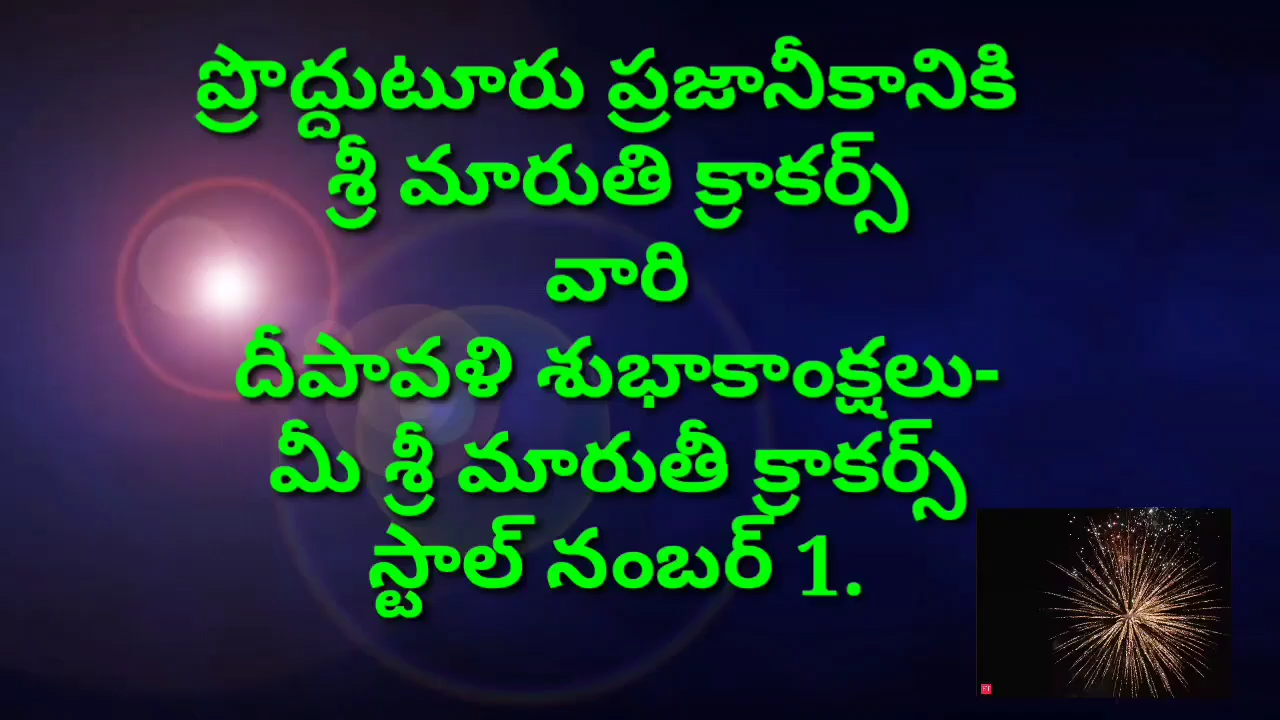 ప్రొద్దుటూరు ప్రజానీకానికి
శ్రీ మారుతి క్రాకర్స్
వారి
దీపావళి శుభాకాంక్షలు-
మీ శ్రీ మారుతీ క్రాకర్స్
స్టాల్ నంబర్ 1.